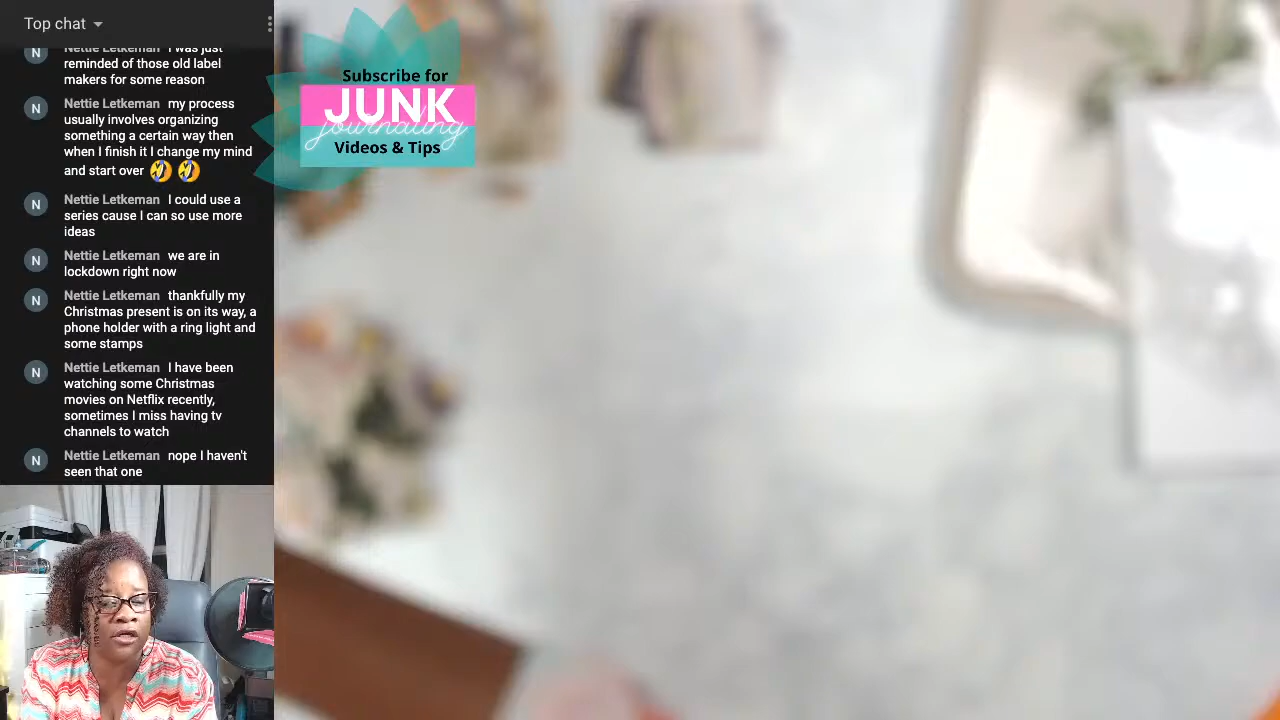 Top chat
Nettie Letkeman I was just
reminded of those old label
makers for some reason
N
Nettie Letkeman my process
usually involves organizing
something a certain way then
when I finish it I change my mind
and start over 🤣 🤣
N
Nettie Letkeman I could use a
series cause I can so use more
ideas
N
Nettie Letkeman we are in
lockdown right now
N
Nettie Letkeman thankfully my
Christmas present is on its way, a
phone holder with a ring light and
some stamps
N
Nettie Letkeman I have been
watching some Christmas
movies on Netflix recently,
sometimes I miss having tv
channels to watch
N
Nettie Letkeman nope I haven't
seen that one
N
Subscribe for
JUNK
journaling
Videos & Tips